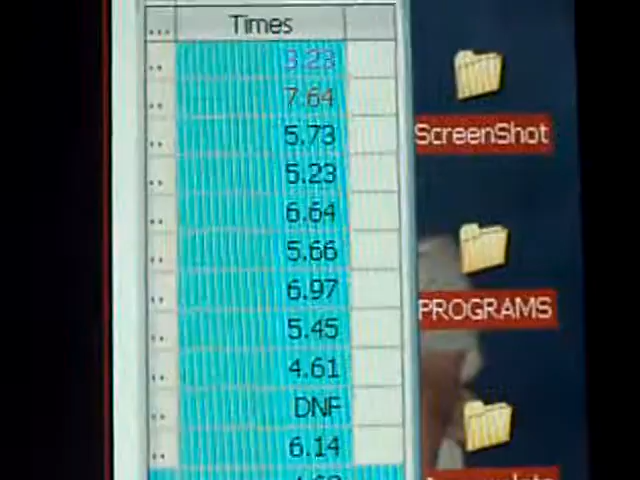 ... Times
3.23
7.64
5.73
5.23
6.64
5.66
6.97
5.45
4.61
DNF
6.14
ScreenShot
PROGRAMS